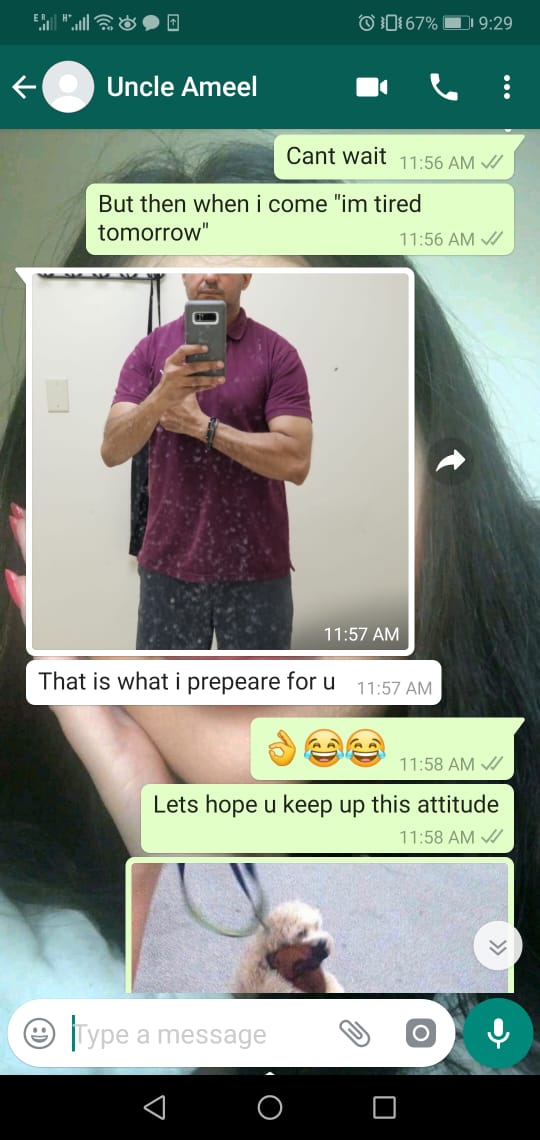 E R H+ 67% 9:29
Uncle Ameel
Cant wait 11:56 AM
But then when i come "im tired
tomorrow" 11:56 AM
11:57 AM
That is what i prepeare for u 11:57 AM
👌😂😂 11:58 AM
Lets hope u keep up this attitude
11:58 AM
Type a message